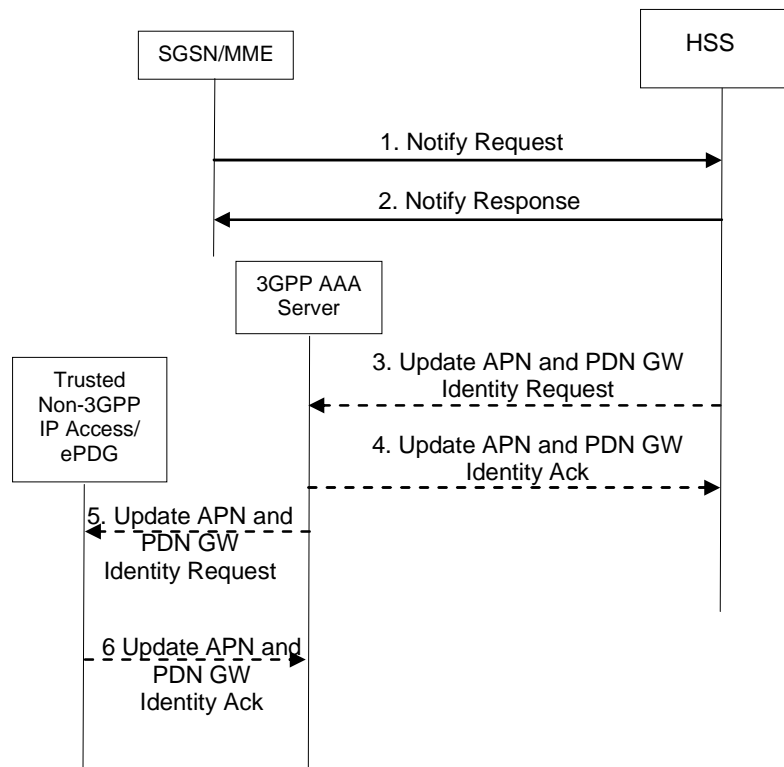 SGSN/MME
HSS
1. Notify Request
2. Notify Response
3GPP AAA
Server
3. Update APN and PDN GW
Identity Request
Trusted
Non-3GPP
IP Access/
ePDG
4. Update APN and PDN GW
Identity Ack
5. Update APN and
PDN GW
Identity Request
6 Update APN and
PDN GW
Identity Ack